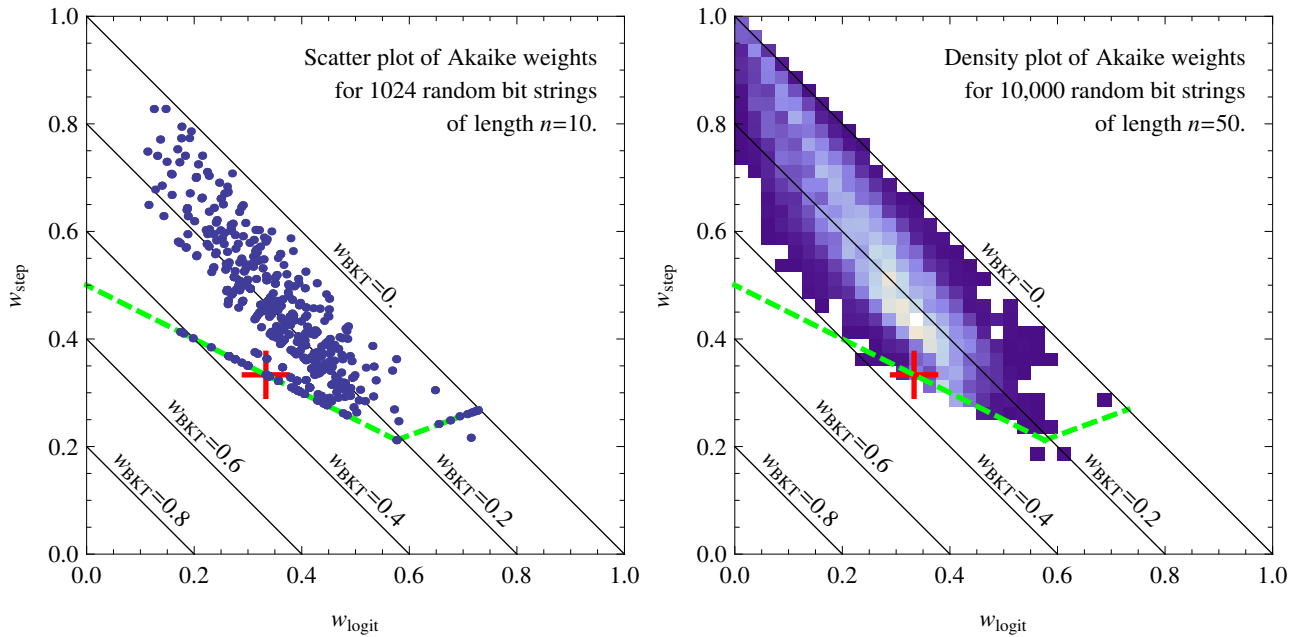 Scatter plot of Akaike weights
for 1024 random bit strings
of length n=10.
1.0
0.8
0.6
0.4
0.2
0.0
w_step
w_BKT=0.
w_BKT=0.2
w_BKT=0.4
w_BKT=0.6
w_BKT=0.8
0.0 0.2 0.4 0.6 0.8 1.0
w_logit
Density plot of Akaike weights
for 10,000 random bit strings
of length n=50.
1.0
0.8
0.6
0.4
0.2
0.0
w_step
w_BKT=0.
w_BKT=0.2
w_BKT=0.4
w_BKT=0.6
w_BKT=0.8
0.0 0.2 0.4 0.6 0.8 1.0
w_logit